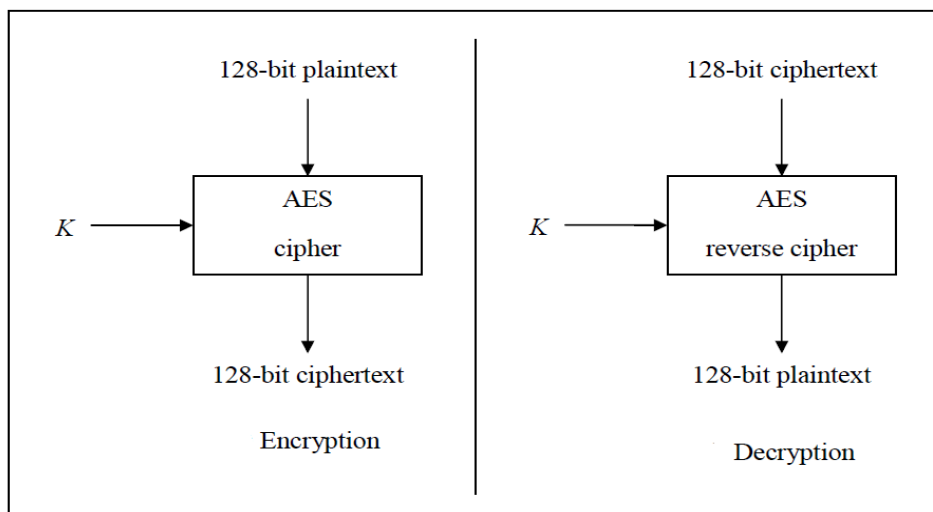 128-bit plaintext
K
AES
cipher
128-bit ciphertext
Encryption
128-bit ciphertext
K
AES
reverse cipher
128-bit plaintext
Decryption